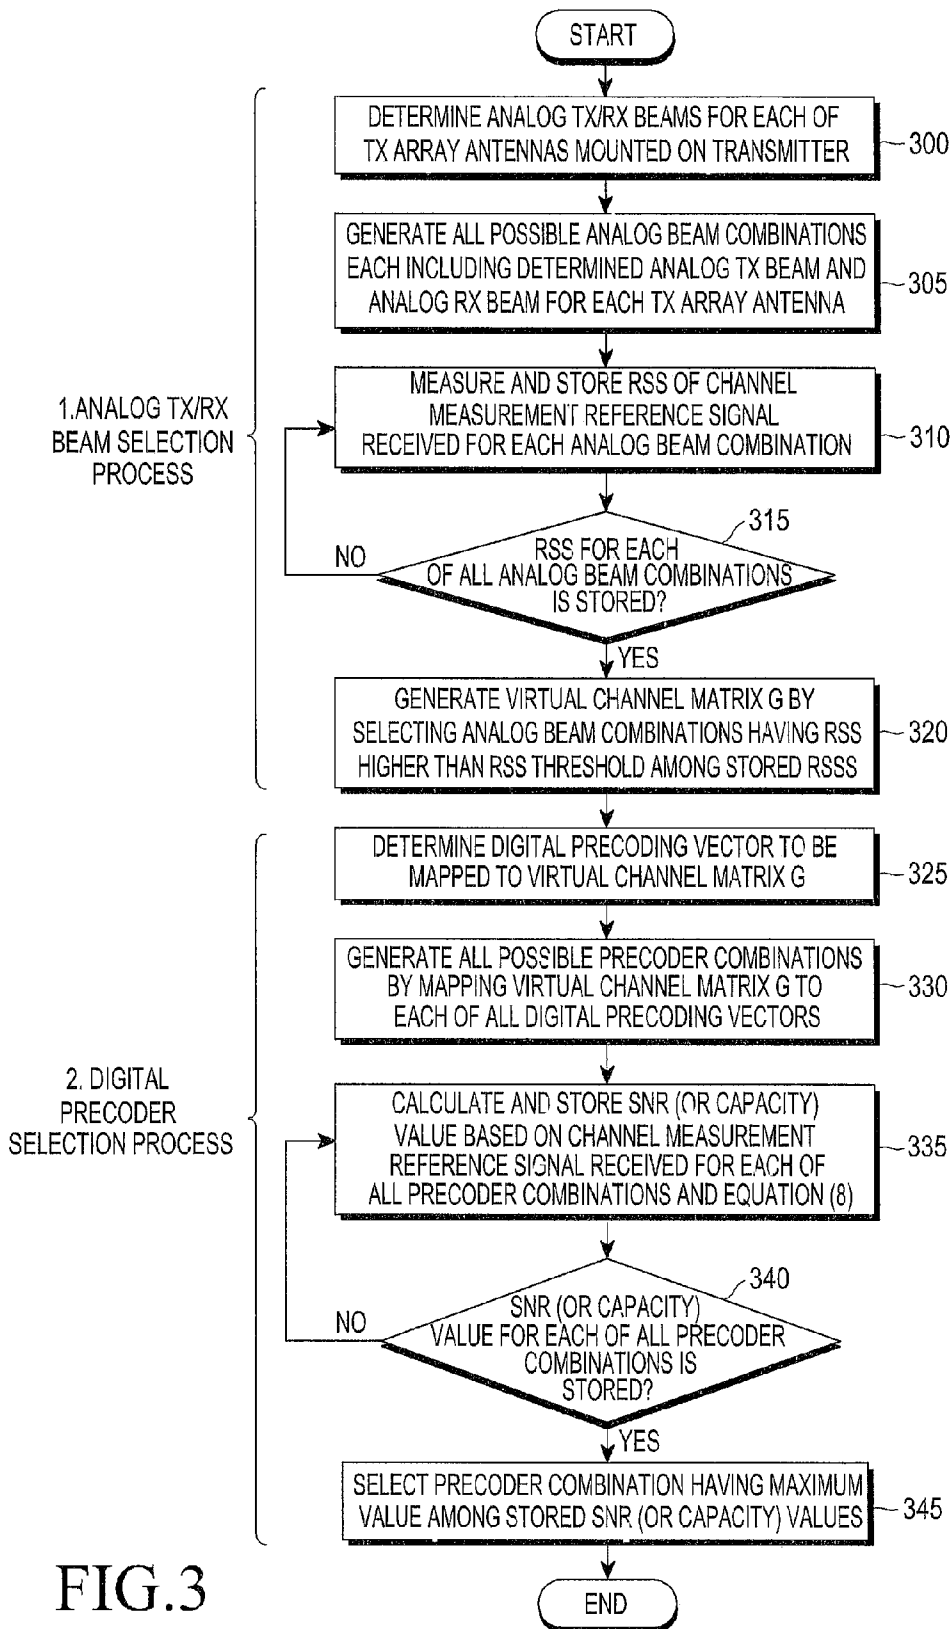 START
DETERMINE ANALOG TX/RX BEAMS FOR EACH OF
TX ARRAY ANTENNAS MOUNTED ON TRANSMITTER
300
GENERATE ALL POSSIBLE ANALOG BEAM COMBINATIONS
EACH INCLUDING DETERMINED ANALOG TX BEAM AND
ANALOG RX BEAM FOR EACH TX ARRAY ANTENNA
305
1.ANALOG TX/RX
BEAM SELECTION
PROCESS
MEASURE AND STORE RSS OF CHANNEL
MEASUREMENT REFERENCE SIGNAL
RECEIVED FOR EACH ANALOG BEAM COMBINATION
310
315
RSS FOR EACH
OF ALL ANALOG BEAM COMBINATIONS
IS STORED?
NO
YES
GENERATE VIRTUAL CHANNEL MATRIX G BY
SELECTING ANALOG BEAM COMBINATIONS HAVING RSS
HIGHER THAN RSS THRESHOLD AMONG STORED RSSS
320
DETERMINE DIGITAL PRECODING VECTOR TO BE
MAPPED TO VIRTUAL CHANNEL MATRIX G
325
GENERATE ALL POSSIBLE PRECODER COMBINATIONS
BY MAPPING VIRTUAL CHANNEL MATRIX G TO
EACH OF ALL DIGITAL PRECODING VECTORS
330
2. DIGITAL
PRECODER
SELECTION PROCESS
CALCULATE AND STORE SNR (OR CAPACITY)
VALUE BASED ON CHANNEL MEASUREMENT
REFERENCE SIGNAL RECEIVED FOR EACH OF
ALL PRECODER COMBINATIONS AND EQUATION (8)
335
340
SNR (OR CAPACITY)
VALUE FOR EACH OF ALL PRECODER
COMBINATIONS IS
STORED?
NO
YES
SELECT PRECODER COMBINATION HAVING MAXIMUM
VALUE AMONG STORED SNR (OR CAPACITY) VALUES
345
END
FIG.3